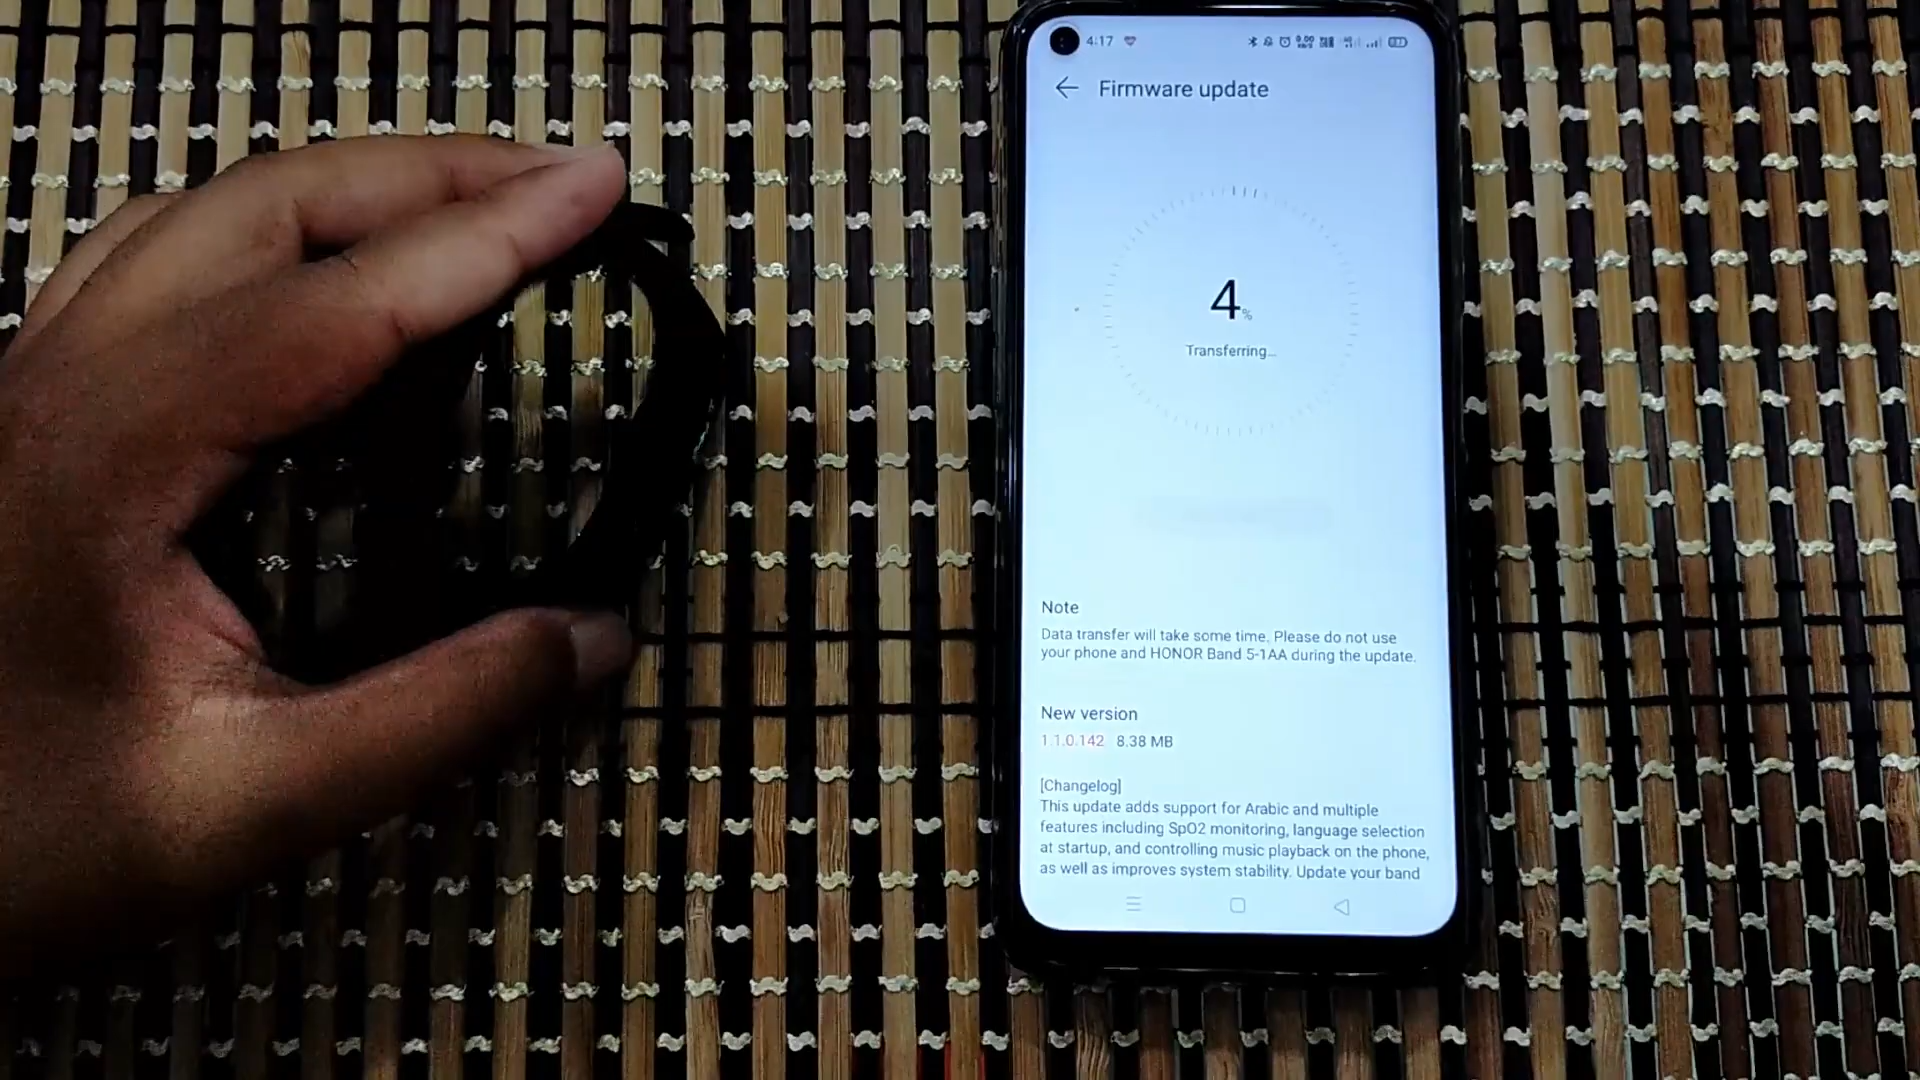 4:17
Firmware update
4%
Transferring...
Note
Data transfer will take some time. Please do not use
your phone and HONOR Band 5-1AA during the update.
New version
1.1.0.142 8.38 MB
[Changelog]
This update adds support for Arabic and multiple
features including SpO2 monitoring, language selection
at startup, and controlling music playback on the phone,
as well as improves system stability. Update your band